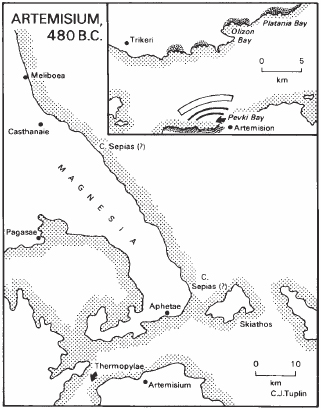 ARTEMISIUM,
480 B.C.
Trikeri
Olizon
Bay
Platania Bay
0 5
km
Pevki Bay
Artemision
Meliboea
Casthanaie
C. Sepias (?)
MAGNESIA
Pagasae
C.
Sepias (?)
Aphetae
Skiathos
Thermopylae
Artemisium
0 10
km
C.J.Tuplin